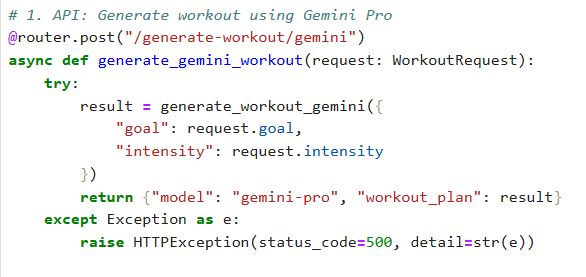 # 1. API: Generate workout using Gemini Pro
@router.post("/generate-workout/gemini")
async def generate_gemini_workout(request: WorkoutRequest):
    try:
        result = generate_workout_gemini({
            "goal": request.goal,
            "intensity": request.intensity
        })
        return {"model": "gemini-pro", "workout_plan": result}
    except Exception as e:
        raise HTTPException(status_code=500, detail=str(e))